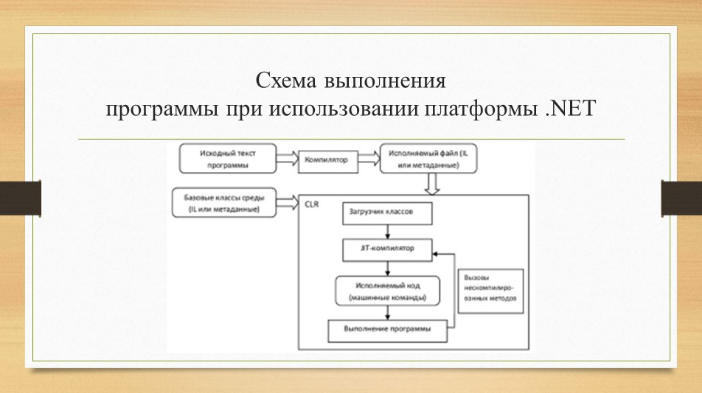 Схема выполнения
программы при использовании платформы .NET
Исходный текст
программы
Компилятор
Исполняемый файл (IL
или метаданные)
Базовые классы среды
(IL или метаданные)
CLR
Загрузчик классов
JIT-компилятор
Исполняемый код
(машинные команды)
Выполнение программы
Вызовы
нескомпилиро-
ванных методов